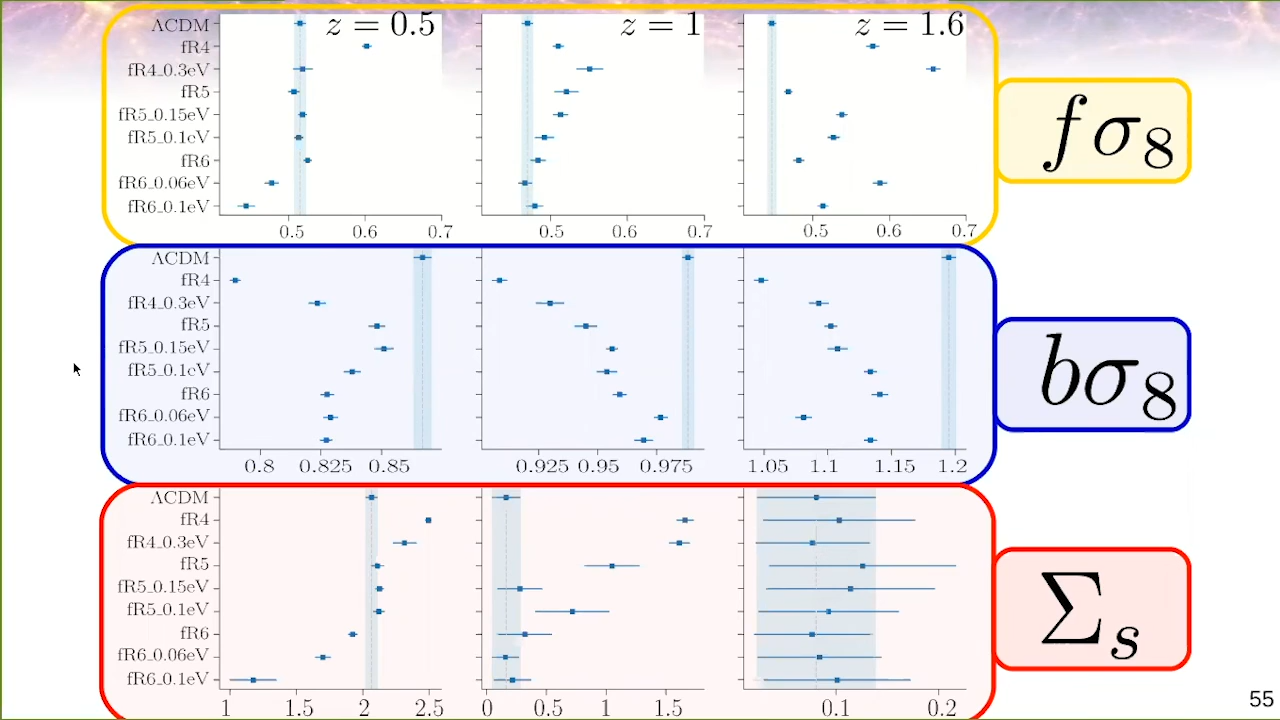 z = 0.5 z = 1 z = 1.6
ΛCDM
fR4
fR4_0.3eV
fR5
fR5_0.15eV
fR5_0.1eV
fR6
fR6_0.06eV
fR6_0.1eV
0.5 0.6 0.7 0.5 0.6 0.7 0.5 0.6 0.7
fσ8
ΛCDM
fR4
fR4_0.3eV
fR5
fR5_0.15eV
fR5_0.1eV
fR6
fR6_0.06eV
fR6_0.1eV
0.8 0.825 0.85 0.925 0.95 0.975 1.05 1.1 1.15 1.2
bσ8
ΛCDM
fR4
fR4_0.3eV
fR5
fR5_0.15eV
fR5_0.1eV
fR6
fR6_0.06eV
fR6_0.1eV
1 1.5 2 2.5 0 0.5 1 1.5 0.1 0.2
Σs
55